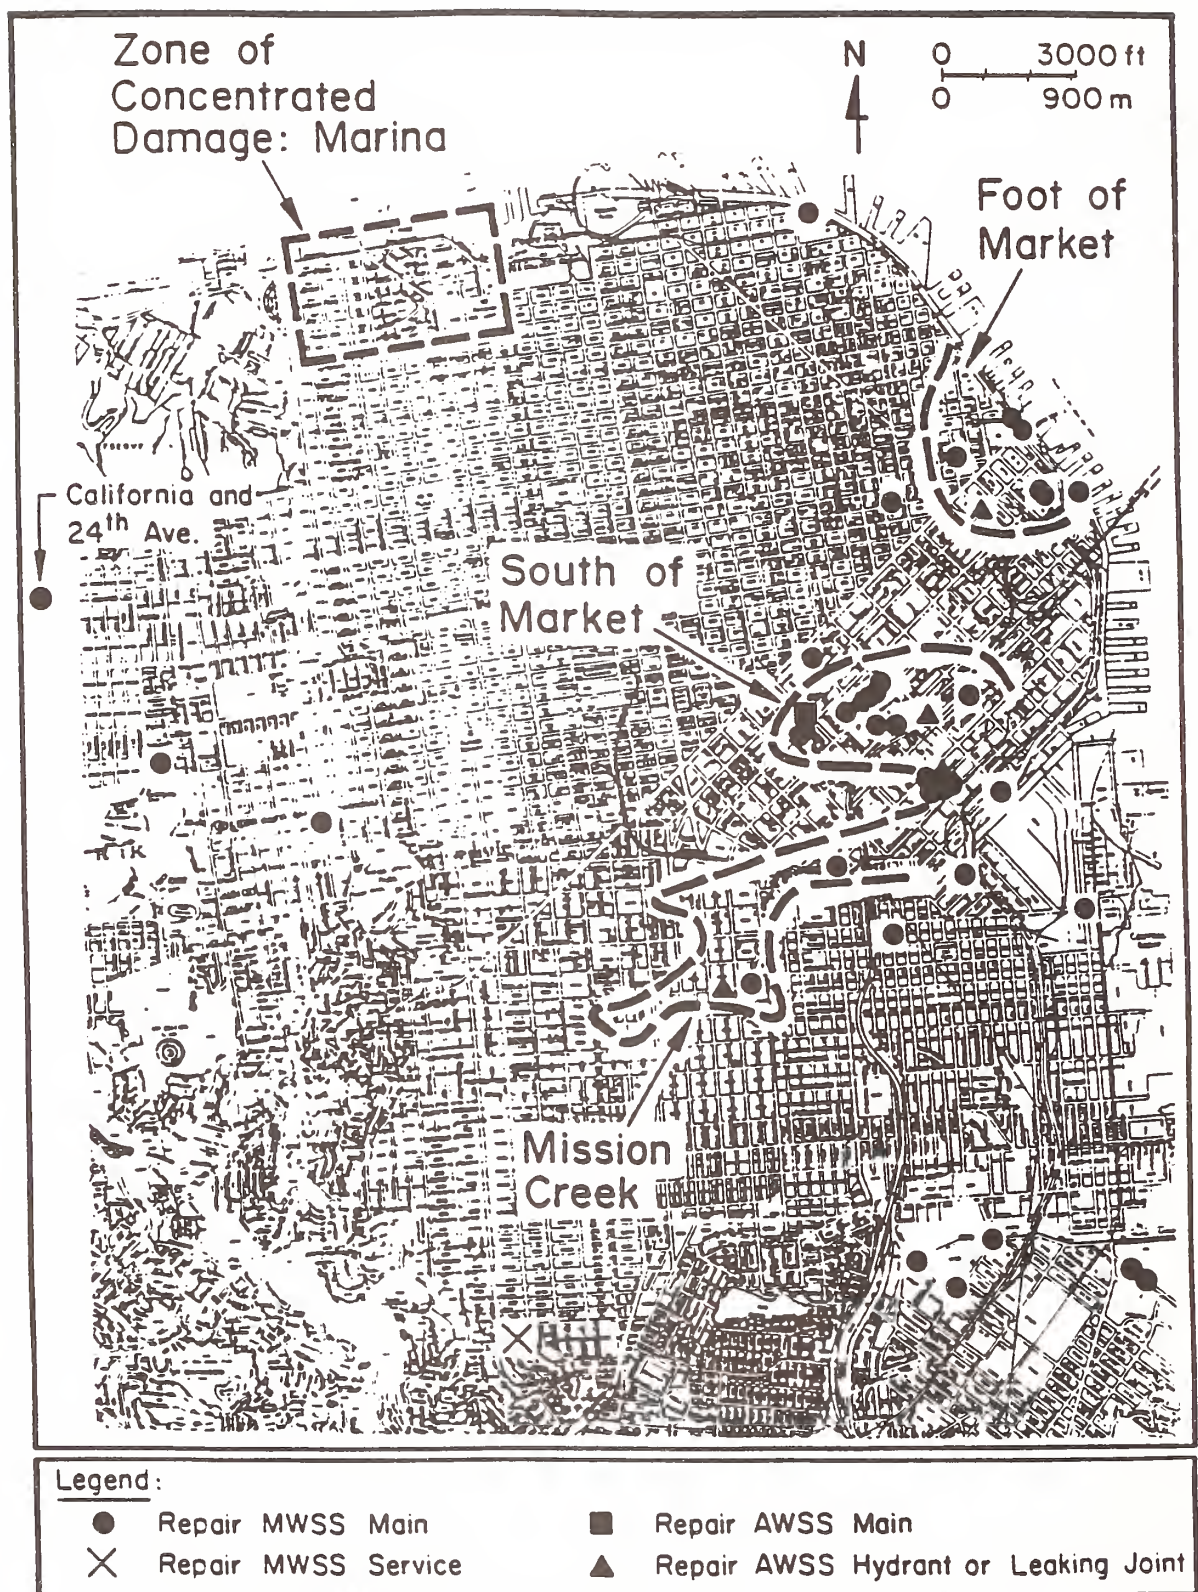 Zone of
Concentrated
Damage: Marina
N
0 3000 ft
0 900 m
Foot of
Market
California and
24th Ave.
South of
Market
Mission
Creek
Legend:
Repair MWSS Main
Repair AWSS Main
Repair MWSS Service
Repair AWSS Hydrant or Leaking Joint